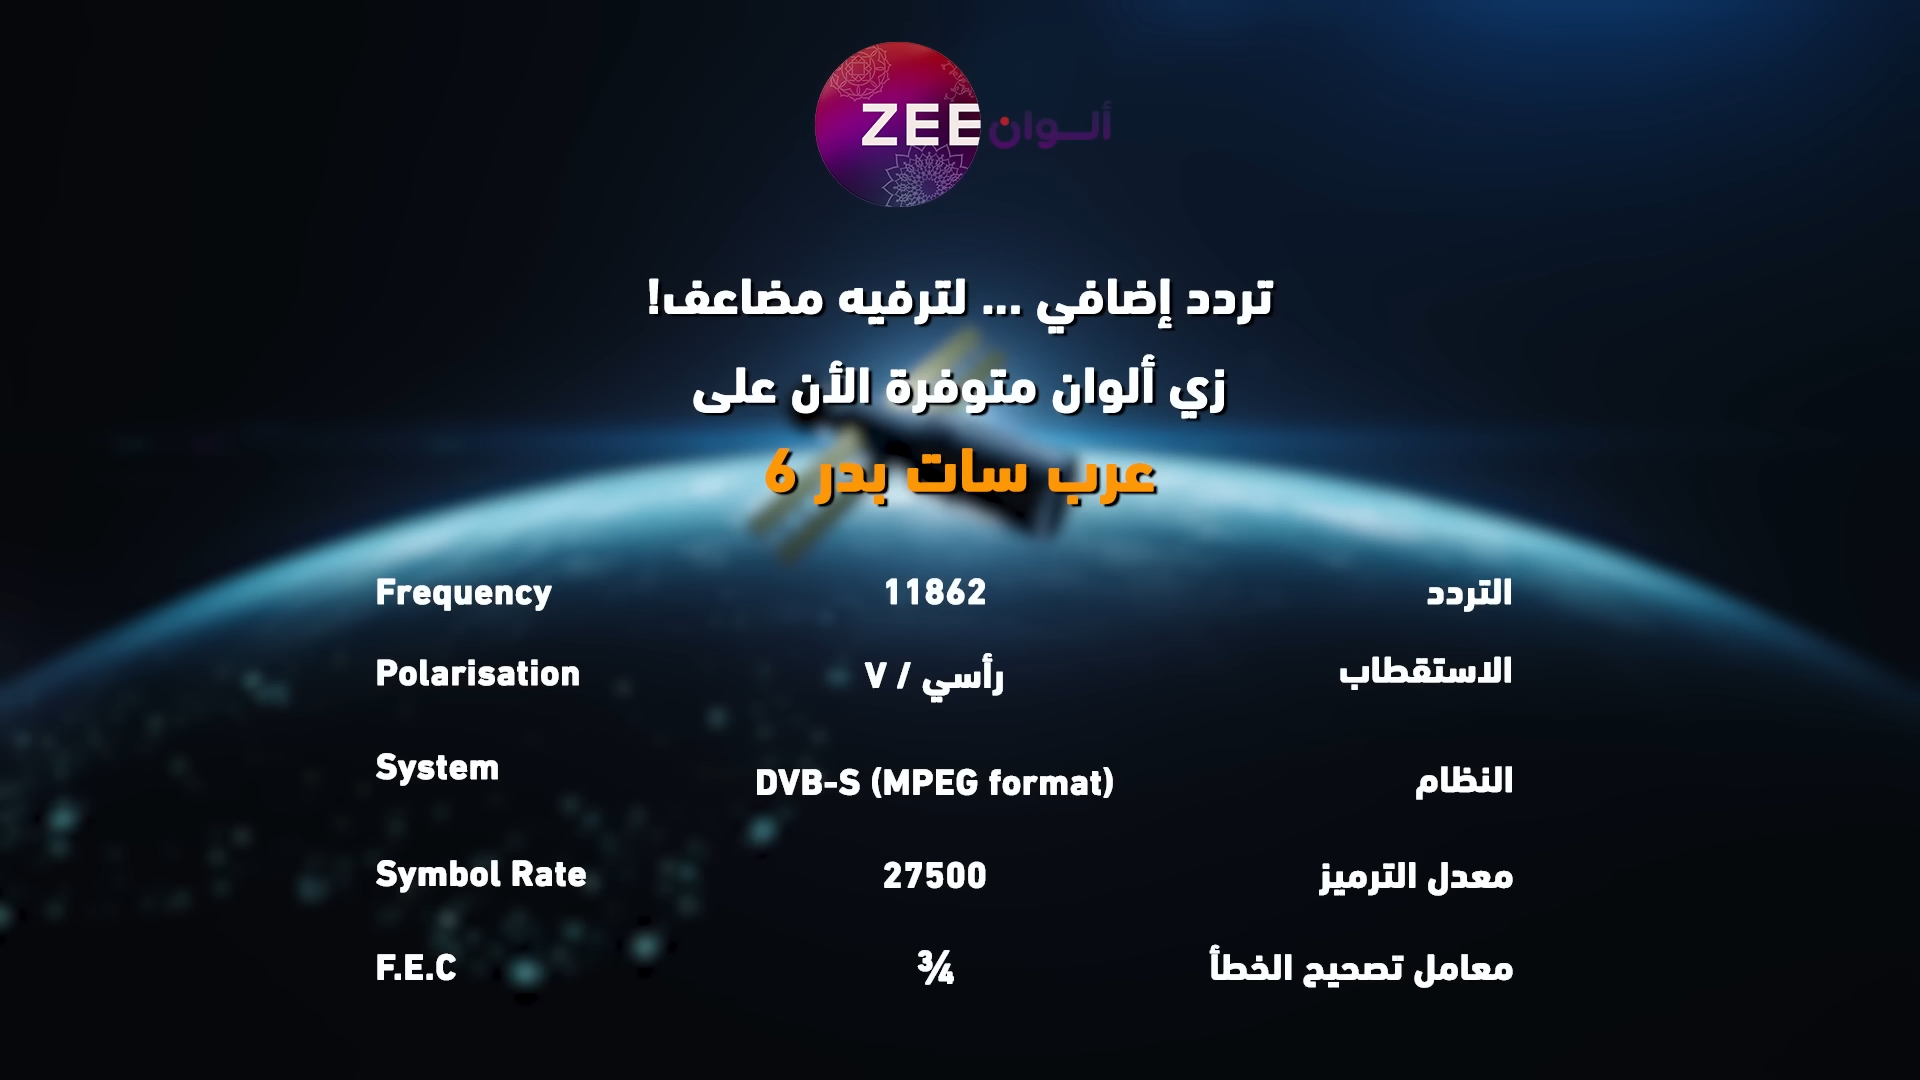 ZEE ألوان
تردد إضافي ... لترفيه مضاعف!
زي ألوان متوفرة الأن على
عرب سات بدر 6
Frequency 11862 التردد
Polarisation رأسي / V الاستقطاب
System DVB-S (MPEG format) النظام
Symbol Rate 27500 معدل الترميز
F.E.C ¾ معامل تصحيح الخطأ